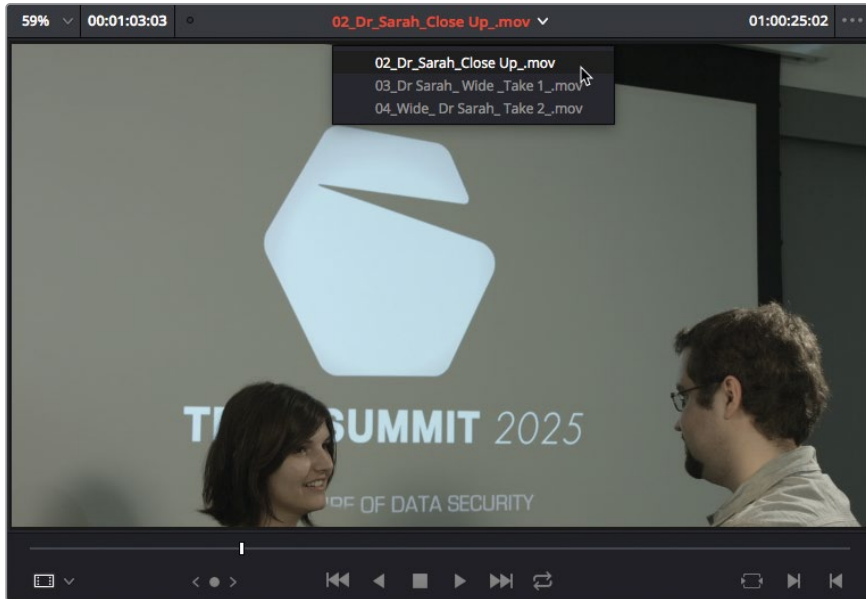 59% 00:01:03:03 02_Dr_Sarah_Close Up_.mov 01:00:25:02
02_Dr_Sarah_Close Up_.mov
03_Dr Sarah_ Wide _Take 1_.mov
04_Wide_ Dr Sarah_ Take 2_.mov
SUMMIT 2025
OF DATA SECURITY